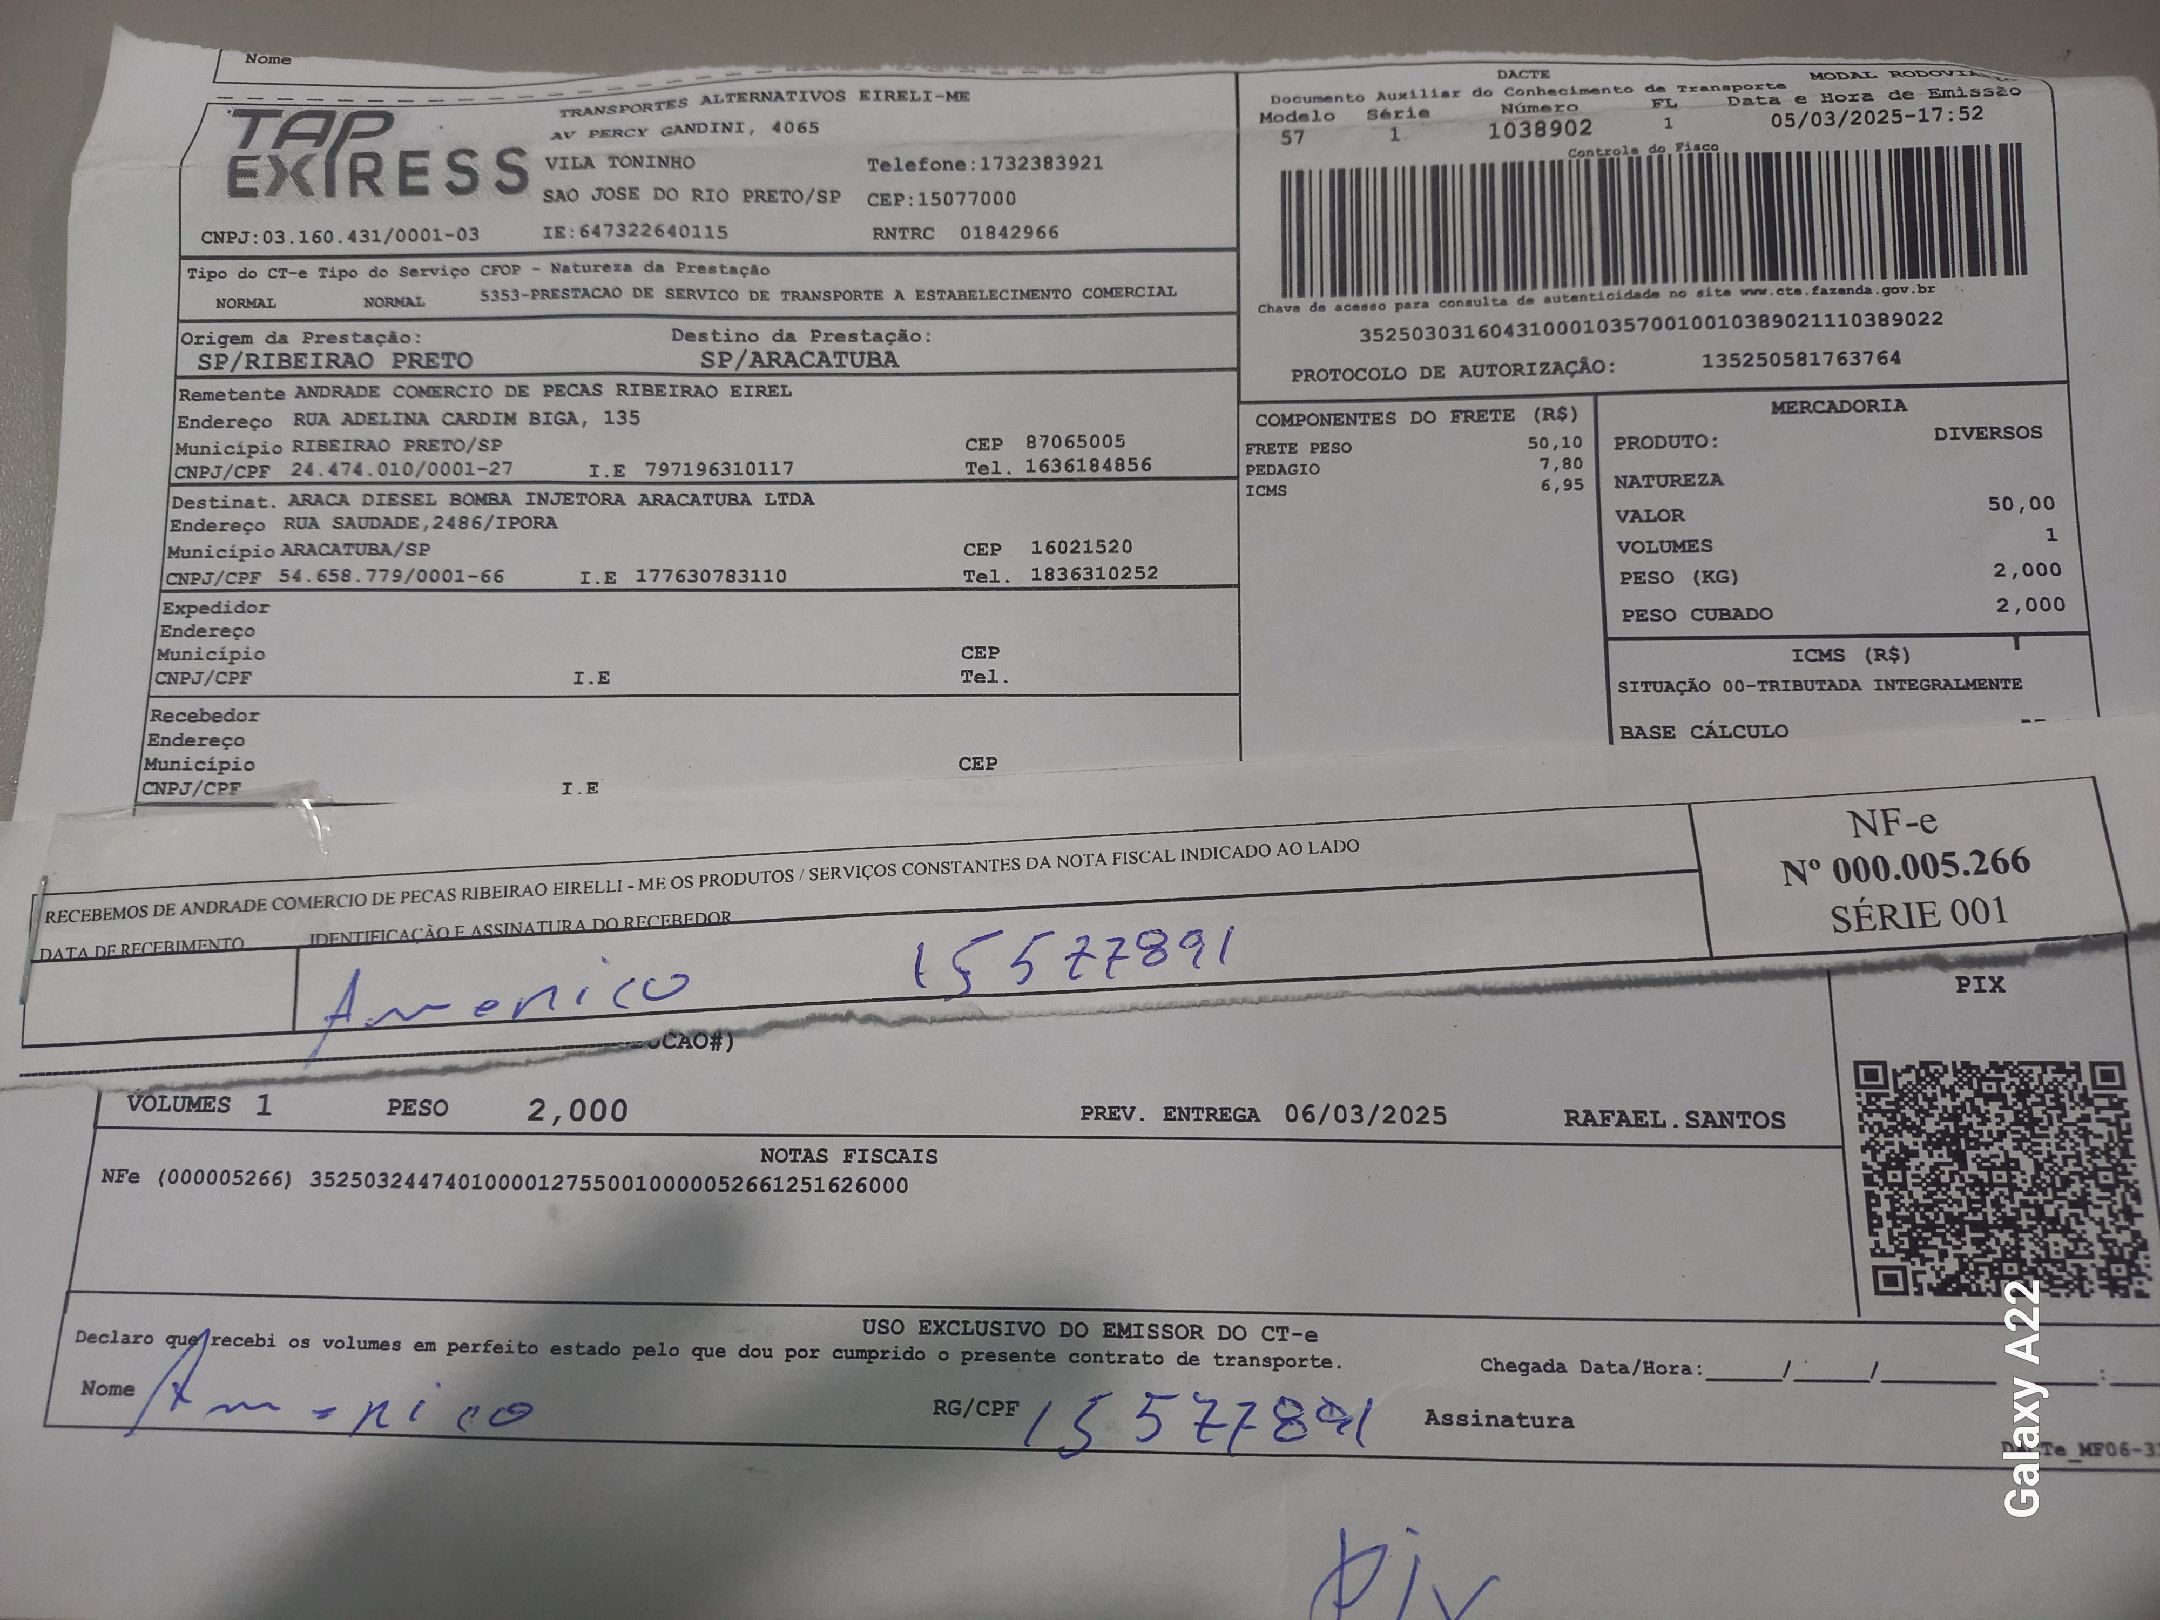 Nome
TAP EXPRESS
TRANSPORTES ALTERNATIVOS EIRELI-ME
AV PERCY GANDINI, 4065
VILA TONINHO Telefone:1732383921
SAO JOSE DO RIO PRETO/SP CEP:15077000
CNPJ:03.160.431/0001-03 IE:647322640115 RNTRC 01842966
DACTE MODAL RODOVIA
Documento Auxiliar do Conhecimento de Transporte
Modelo Série Número FL Data e Hora de Emissão
57 1 1038902 1 05/03/2025-17:52
Controle do Fisco
Chave de acesso para consulta de autenticidade no site www.cte.fazenda.gov.br
35250303160431000103570010010389021110389022
PROTOCOLO DE AUTORIZAÇÃO: 135250581763764
Tipo do CT-e Tipo do Serviço CFOP - Natureza da Prestação
NORMAL NORMAL 5353-PRESTACAO DE SERVICO DE TRANSPORTE A ESTABELECIMENTO COMERCIAL
Origem da Prestação: Destino da Prestação:
SP/RIBEIRAO PRETO SP/ARACATUBA
Remetente ANDRADE COMERCIO DE PECAS RIBEIRAO EIREL
Endereço RUA ADELINA CARDIM BIGA, 135
Município RIBEIRAO PRETO/SP CEP 87065005
CNPJ/CPF 24.474.010/0001-27 I.E 797196310117 Tel. 1636184856
Destinat. ARACA DIESEL BOMBA INJETORA ARACATUBA LTDA
Endereço RUA SAUDADE,2486/IPORA
Município ARACATUBA/SP CEP 16021520
CNPJ/CPF 54.658.779/0001-66 I.E 177630783110 Tel. 1836310252
Expedidor
Endereço
Município CEP
CNPJ/CPF I.E Tel.
Recebedor
Endereço
Município CEP
CNPJ/CPF I.E
COMPONENTES DO FRETE (R$)
FRETE PESO 50,10
PEDAGIO 7,80
ICMS 6,95
MERCADORIA
PRODUTO: DIVERSOS
NATUREZA
VALOR 50,00
VOLUMES 1
PESO (KG) 2,000
PESO CUBADO 2,000
ICMS (R$)
SITUAÇÃO 00-TRIBUTADA INTEGRALMENTE
BASE CÁLCULO
RECEBEMOS DE ANDRADE COMERCIO DE PECAS RIBEIRAO EIRELLI - ME OS PRODUTOS / SERVIÇOS CONSTANTES DA NOTA FISCAL INDICADO AO LADO
DATA DE RECEBIMENTO IDENTIFICAÇÃO E ASSINATURA DO RECEBEDOR
Americo 15577891
NF-e
Nº 000.005.266
SÉRIE 001
CAO#)
PIX
VOLUMES 1 PESO 2,000 PREV. ENTREGA 06/03/2025 RAFAEL.SANTOS
NOTAS FISCAIS
NFe (000005266) 35250324474010000127550010000052661251626000
USO EXCLUSIVO DO EMISSOR DO CT-e
Declaro que recebi os volumes em perfeito estado pelo que dou por cumprido o presente contrato de transporte.
Chegada Data/Hora:_____/_____/_____ :
Nome Americo RG/CPF 15577891 Assinatura
Galaxy A22